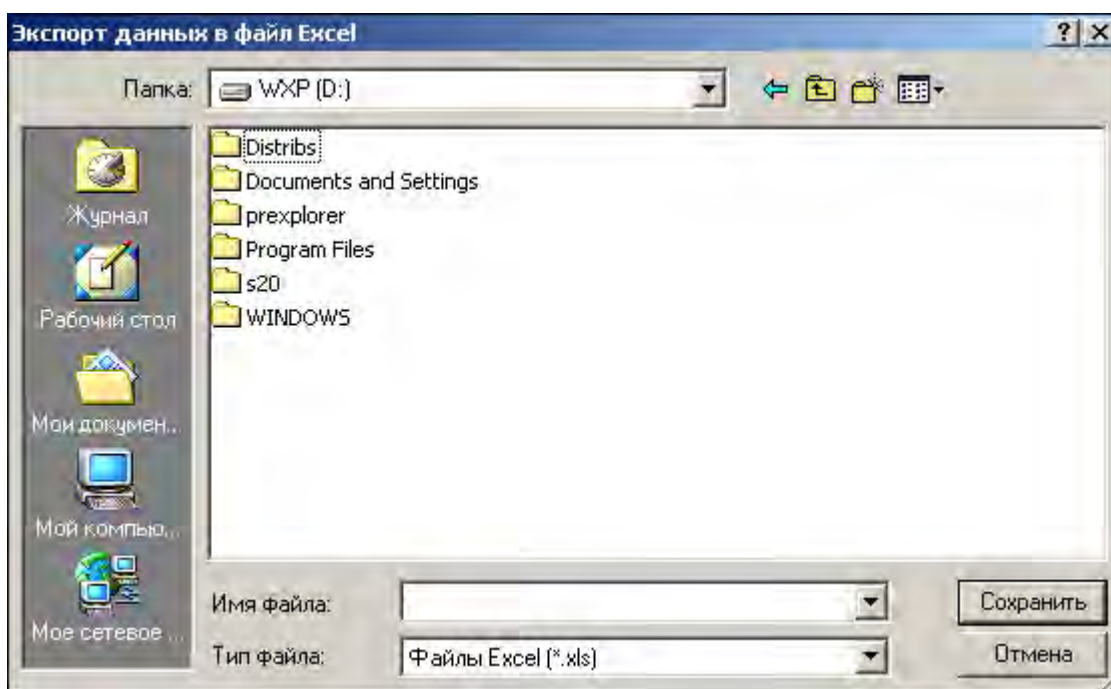 Экспорт данных в файл Excel
Папка: WXP (D:)
Журнал
Рабочий стол
Мои докумен...
Мой компью...
Мое сетевое ...
Distribs
Documents and Settings
prexplorer
Program Files
s20
WINDOWS
Имя файла:
Сохранить
Тип файла: Файлы Excel (*.xls)
Отмена